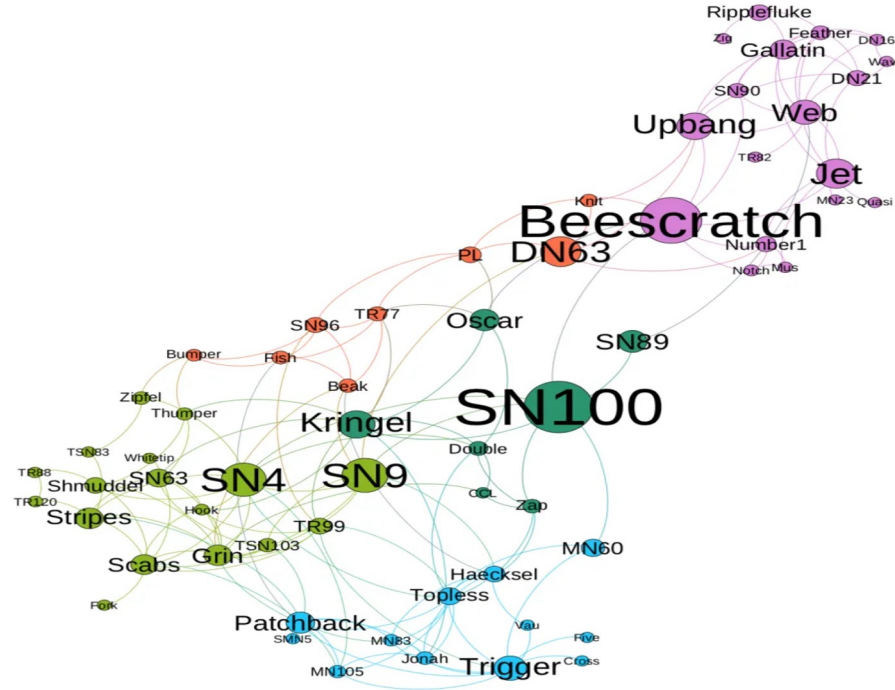 Ripplefluke
Zig
Feather
DN16
Gallatin
Wav
DN21
SN90
Web
Upbang
TR82
Jet
MN23
Quasi
Knit
Beescratch
Number1
DN63
PL
Notch
Mus
TR77
SN96
Oscar
SN89
Bumper
Fish
Beak
Zipfel
Thumper
Kringel
SN100
TSN83
Whitetip
Double
TR88
Shmuddel
SN63
SN4
SN9
CCL
TR120
Stripes
Hook
Zap
TR99
Scabs
Grin
TSN103
MN60
Haecksel
Topless
Fork
Patchback
Vau
SMN5
MN83
Five
MN105
Jonah
Trigger
Cross